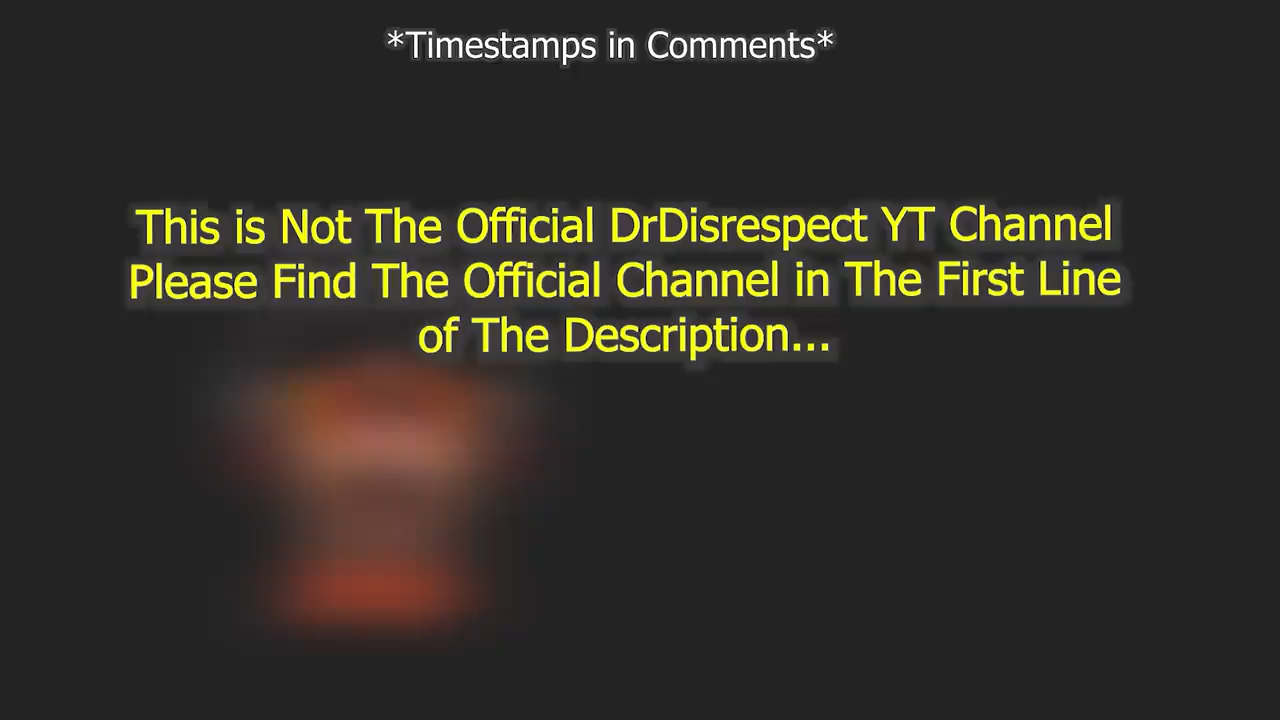 *Timestamps in Comments*
This is Not The Official DrDisrespect YT Channel
Please Find The Official Channel in The First Line
of The Description...